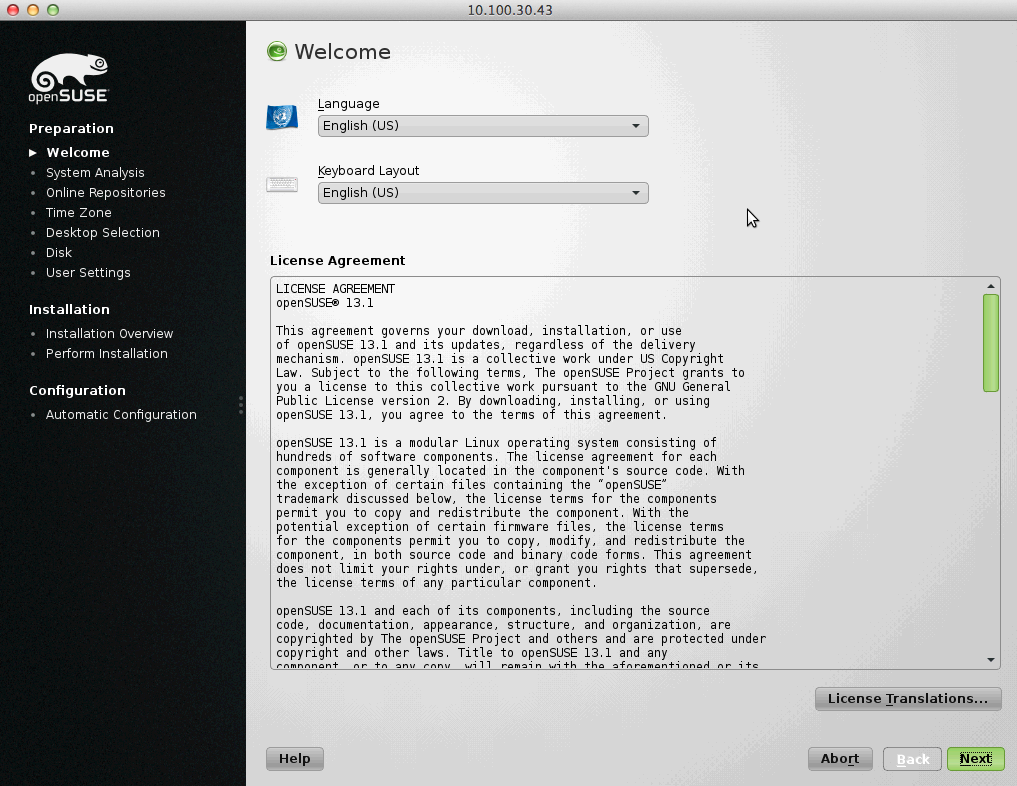 10.100.30.43
openSUSE
Preparation
Welcome
System Analysis
Online Repositories
Time Zone
Desktop Selection
Disk
User Settings
Installation
Installation Overview
Perform Installation
Configuration
Automatic Configuration
Welcome
Language
English (US)
Keyboard Layout
English (US)
License Agreement
LICENSE AGREEMENT
openSUSE® 13.1
This agreement governs your download, installation, or use
of openSUSE 13.1 and its updates, regardless of the delivery
mechanism. openSUSE 13.1 is a collective work under US Copyright
Law. Subject to the following terms, The openSUSE Project grants to
you a license to this collective work pursuant to the GNU General
Public License version 2. By downloading, installing, or using
openSUSE 13.1, you agree to the terms of this agreement.
openSUSE 13.1 is a modular Linux operating system consisting of
hundreds of software components. The license agreement for each
component is generally located in the component's source code. With
the exception of certain files containing the “openSUSE”
trademark discussed below, the license terms for the components
permit you to copy and redistribute the component. With the
potential exception of certain firmware files, the license terms
for the components permit you to copy, modify, and redistribute the
component, in both source code and binary code forms. This agreement
does not limit your rights under, or grant you rights that supersede,
the license terms of any particular component.
openSUSE 13.1 and each of its components, including the source
code, documentation, appearance, structure, and organization, are
copyrighted by The openSUSE Project and others and are protected under
copyright and other laws. Title to openSUSE 13.1 and any
component, or to any copy, will remain with the aforementioned or its
License Translations...
Help
Abort
Back
Next